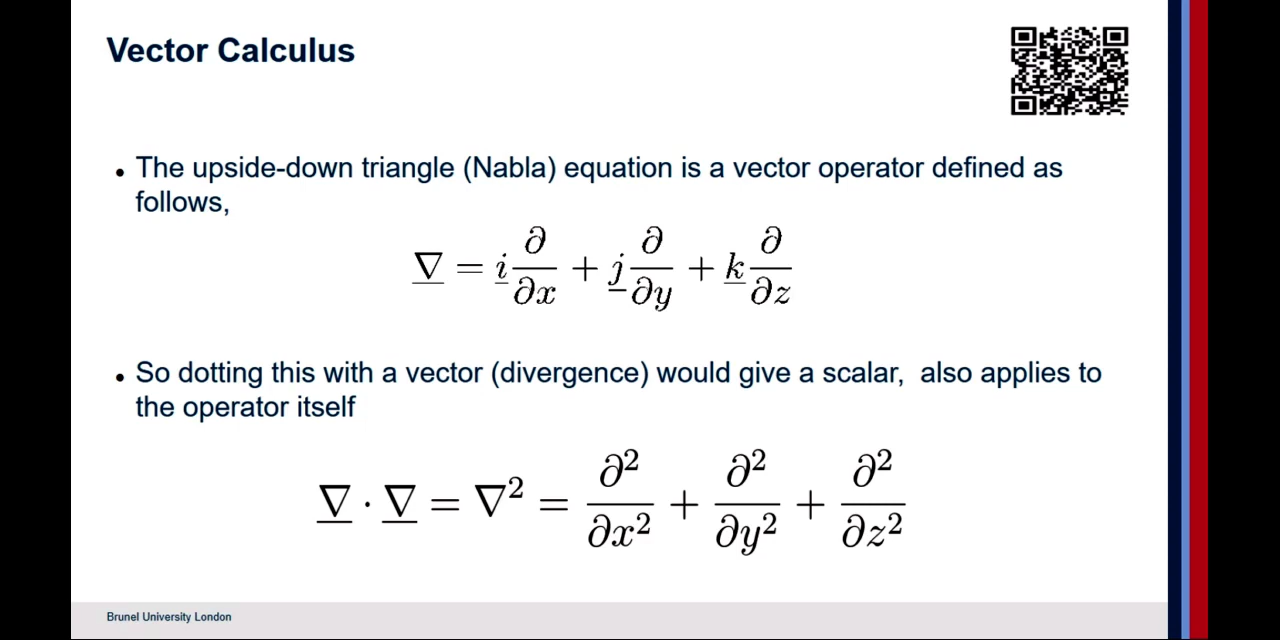 Vector Calculus
• The upside-down triangle (Nabla) equation is a vector operator defined as
follows,
∇ = i ∂/∂x + j ∂/∂y + k ∂/∂z
• So dotting this with a vector (divergence) would give a scalar, also applies to
the operator itself
∇ · ∇ = ∇² = ∂²/∂x² + ∂²/∂y² + ∂²/∂z²
Brunel University London